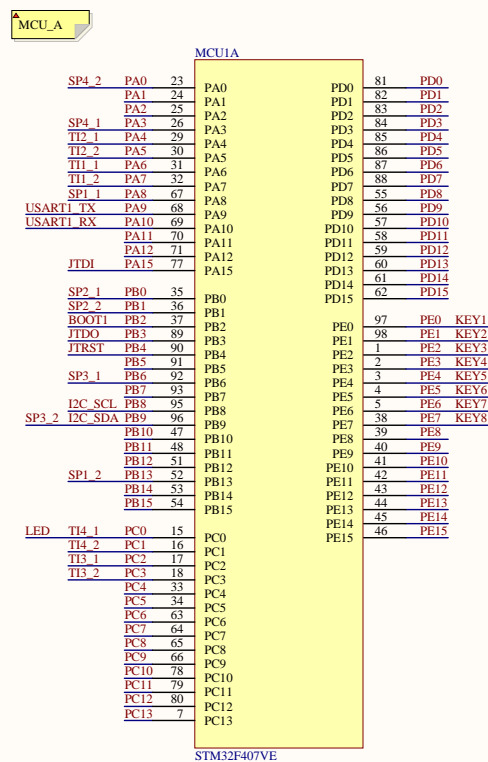 MCU_A
MCU1A
SP4_2 PA0 23 PA0 PD0 81 PD0
PA1 24 PA1 PD1 82 PD1
PA2 25 PA2 PD2 83 PD2
SP4_1 PA3 26 PA3 PD3 84 PD3
TI2_1 PA4 29 PA4 PD4 85 PD4
TI2_2 PA5 30 PA5 PD5 86 PD5
TI1_1 PA6 31 PA6 PD6 87 PD6
TI1_2 PA7 32 PA7 PD7 88 PD7
SP1_1 PA8 67 PA8 PD8 55 PD8
USART1_TX PA9 68 PA9 PD9 56 PD9
USART1_RX PA10 69 PA10 PD10 57 PD10
PA11 70 PA11 PD11 58 PD11
PA12 71 PA12 PD12 59 PD12
JTDI PA15 77 PA15 PD13 60 PD13
PD14 61 PD14
SP2_1 PB0 35 PB0 PD15 62 PD15
SP2_2 PB1 36 PB1
BOOT1 PB2 37 PB2 PE0 97 PE0 KEY1
JTDO PB3 89 PB3 PE1 98 PE1 KEY2
JTRST PB4 90 PB4 PE2 1 PE2 KEY3
PB5 91 PB5 PE3 2 PE3 KEY4
SP3_1 PB6 92 PB6 PE4 3 PE4 KEY5
PB7 93 PB7 PE5 4 PE5 KEY6
I2C_SCL PB8 95 PB8 PE6 5 PE6 KEY7
SP3_2 I2C_SDA PB9 96 PB9 PE7 38 PE7 KEY8
PB10 47 PB10 PE8 39 PE8
PB11 48 PB11 PE9 40 PE9
PB12 51 PB12 PE10 41 PE10
SP1_2 PB13 52 PB13 PE11 42 PE11
PB14 53 PB14 PE12 43 PE12
PB15 54 PB15 PE13 44 PE13
PE14 45 PE14
LED TI4_1 PC0 15 PC0 PE15 46 PE15
TI4_2 PC1 16 PC1
TI3_1 PC2 17 PC2
TI3_2 PC3 18 PC3
PC4 33 PC4
PC5 34 PC5
PC6 63 PC6
PC7 64 PC7
PC8 65 PC8
PC9 66 PC9
PC10 78 PC10
PC11 79 PC11
PC12 80 PC12
PC13 7 PC13
STM32F407VE